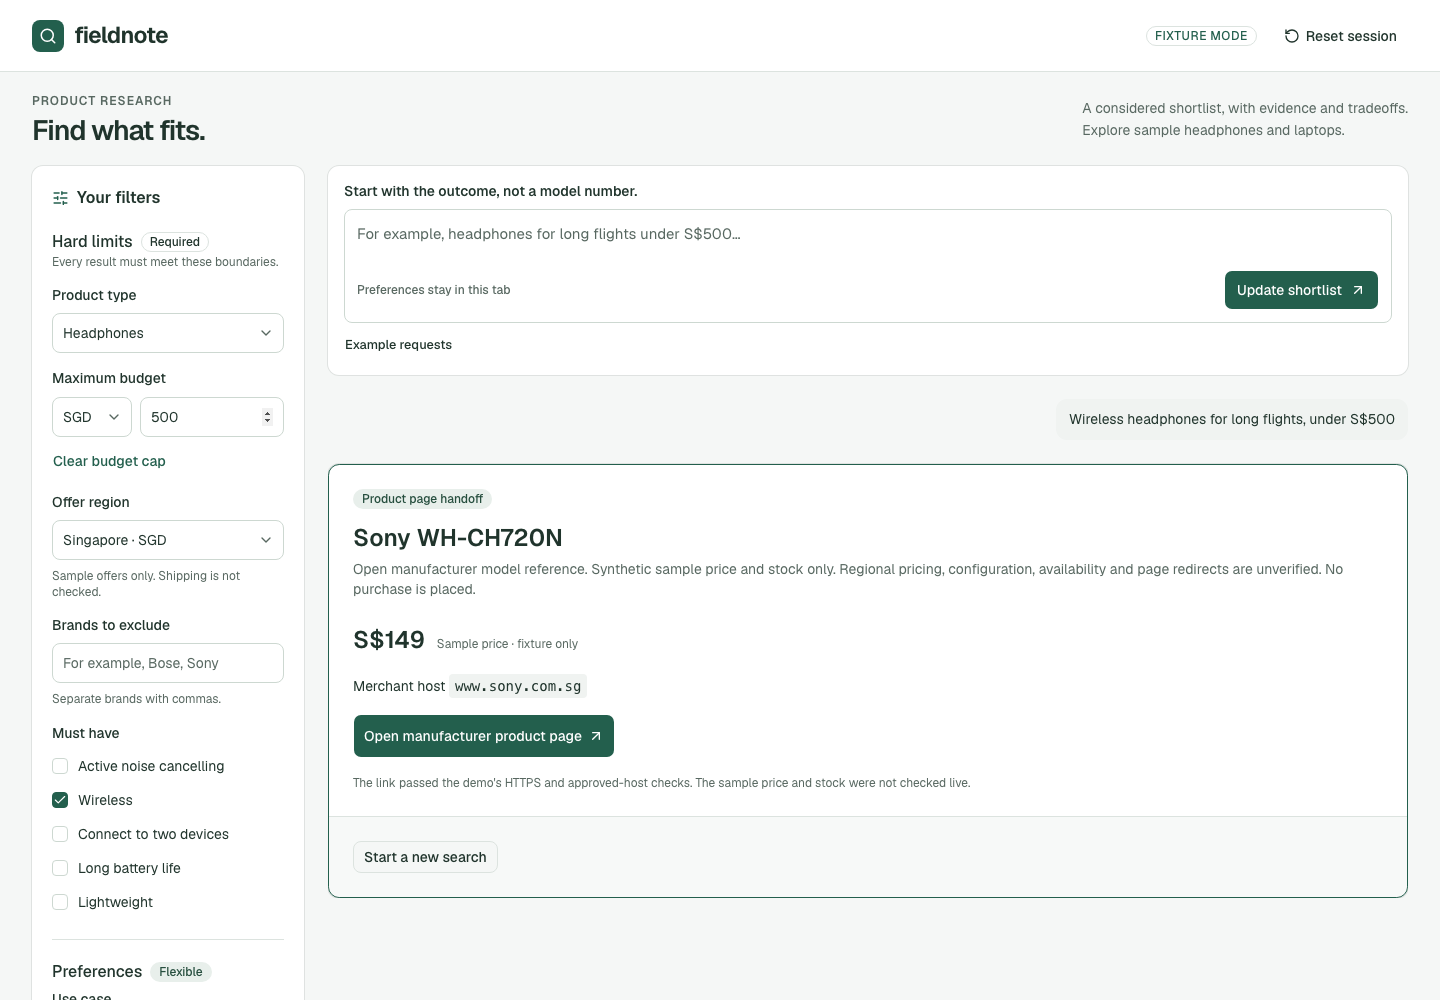 fieldnote
FIXTURE MODE
Reset session
PRODUCT RESEARCH
Find what fits.
A considered shortlist, with evidence and tradeoffs.
Explore sample headphones and laptops.
Your filters
Hard limits
Required
Every result must meet these boundaries.
Product type
Headphones
Maximum budget
SGD
500
Clear budget cap
Offer region
Singapore · SGD
Sample offers only. Shipping is not
checked.
Brands to exclude
For example, Bose, Sony
Separate brands with commas.
Must have
Active noise cancelling
Wireless
Connect to two devices
Long battery life
Lightweight
Preferences
Flexible
Use case
Start with the outcome, not a model number.
For example, headphones for long flights under S$500…
Preferences stay in this tab
Update shortlist
Example requests
Wireless headphones for long flights, under S$500
Product page handoff
Sony WH-CH720N
Open manufacturer model reference. Synthetic sample price and stock only. Regional pricing, configuration, availability and page redirects are unverified. No
purchase is placed.
S$149
Sample price · fixture only
Merchant host www.sony.com.sg
Open manufacturer product page
The link passed the demo's HTTPS and approved-host checks. The sample price and stock were not checked live.
Start a new search